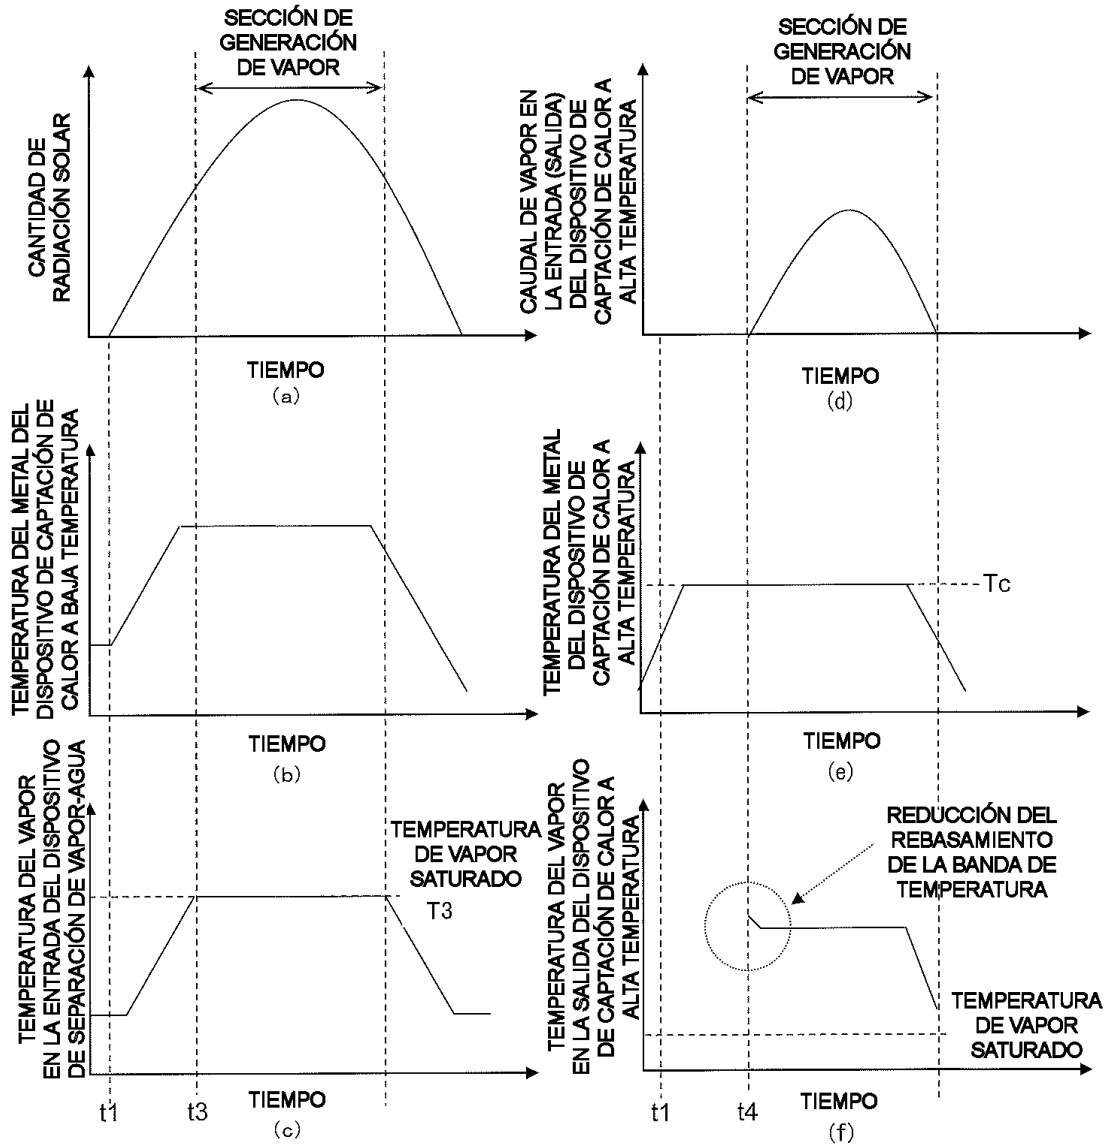 SECCIÓN DE
GENERACIÓN
DE VAPOR
CANTIDAD DE
RADIACIÓN SOLAR
TIEMPO
(a)
SECCIÓN DE
GENERACIÓN
DE VAPOR
CAUDAL DE VAPOR EN
LA ENTRADA (SALIDA)
DEL DISPOSITIVO DE
CAPTACIÓN DE CALOR A
ALTA TEMPERATURA
TIEMPO
(d)
TEMPERATURA DEL METAL DEL
DISPOSITIVO DE CAPTACIÓN DE
CALOR A BAJA TEMPERATURA
TIEMPO
(b)
TEMPERATURA DEL METAL
DEL DISPOSITIVO DE
CAPTACIÓN DE CALOR A
ALTA TEMPERATURA
Tc
TIEMPO
(e)
TEMPERATURA DEL VAPOR
EN LA ENTRADA DEL DISPOSITIVO
DE SEPARACIÓN DE VAPOR-AGUA
TEMPERATURA
DE VAPOR
SATURADO
T3
t1
t3
TIEMPO
(c)
TEMPERATURA DEL VAPOR
EN LA SALIDA DEL DISPOSITIVO
DE CAPTACIÓN DE CALOR A
ALTA TEMPERATURA
REDUCCIÓN DEL
REBASAMIENTO
DE LA BANDA DE
TEMPERATURA
TEMPERATURA
DE VAPOR
SATURADO
t1
t4
TIEMPO
(f)